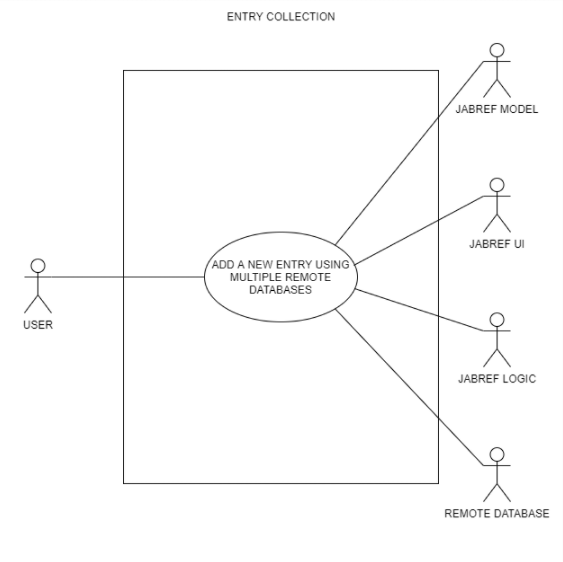 ENTRY COLLECTION
JABREF MODEL
JABREF UI
ADD A NEW ENTRY USING
MULTIPLE REMOTE
DATABASES
USER
JABREF LOGIC
REMOTE DATABASE